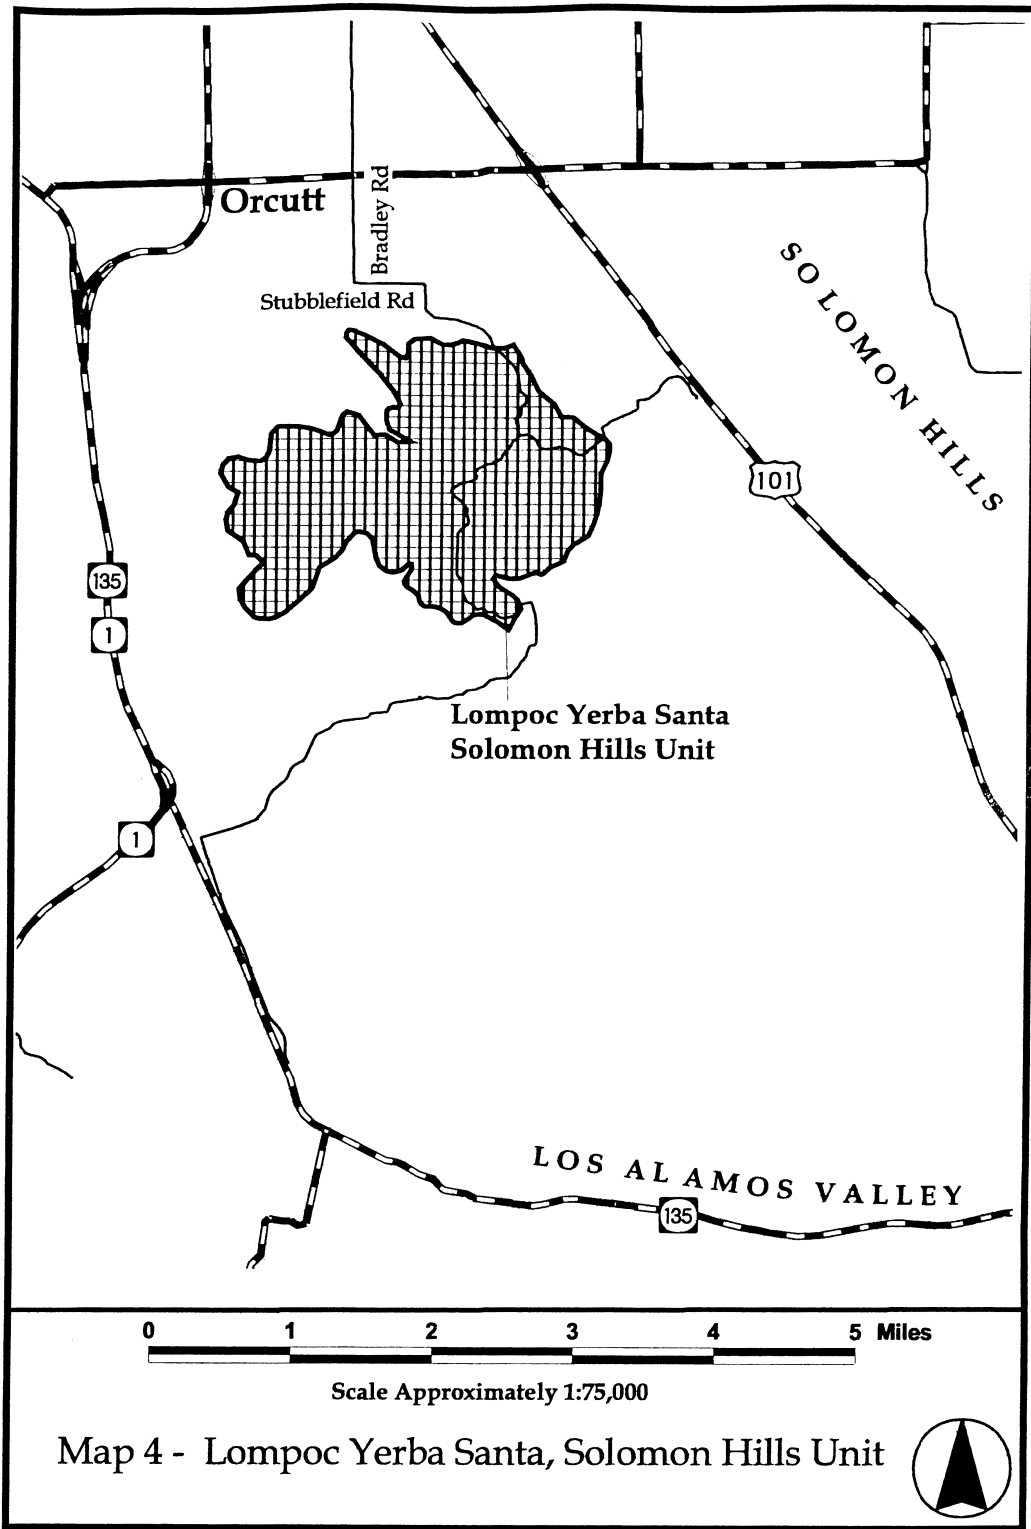 Orcutt
Bradley Rd
Stubblefield Rd
SOLOMON HILLS
101
135
1
Lompoc Yerba Santa
Solomon Hills Unit
1
LOS ALAMOS VALLEY
135
0 1 2 3 4 5 Miles
Scale Approximately 1:75,000
Map 4 - Lompoc Yerba Santa, Solomon Hills Unit